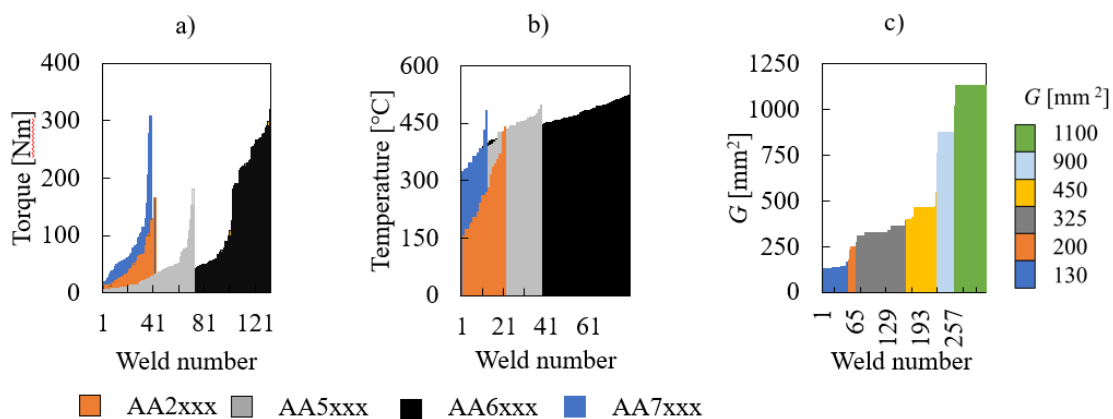 a)
Torque [Nm]
400
300
200
100
0
1 41 81 121
Weld number
b)
Temperature [°C]
600
450
300
150
0
1 21 41 61
Weld number
c)
G [mm²]
1250
1000
750
500
250
0
1 65 129 193 257
Weld number
G [mm²]
1100
900
450
325
200
130
AA2xxx AA5xxx AA6xxx AA7xxx